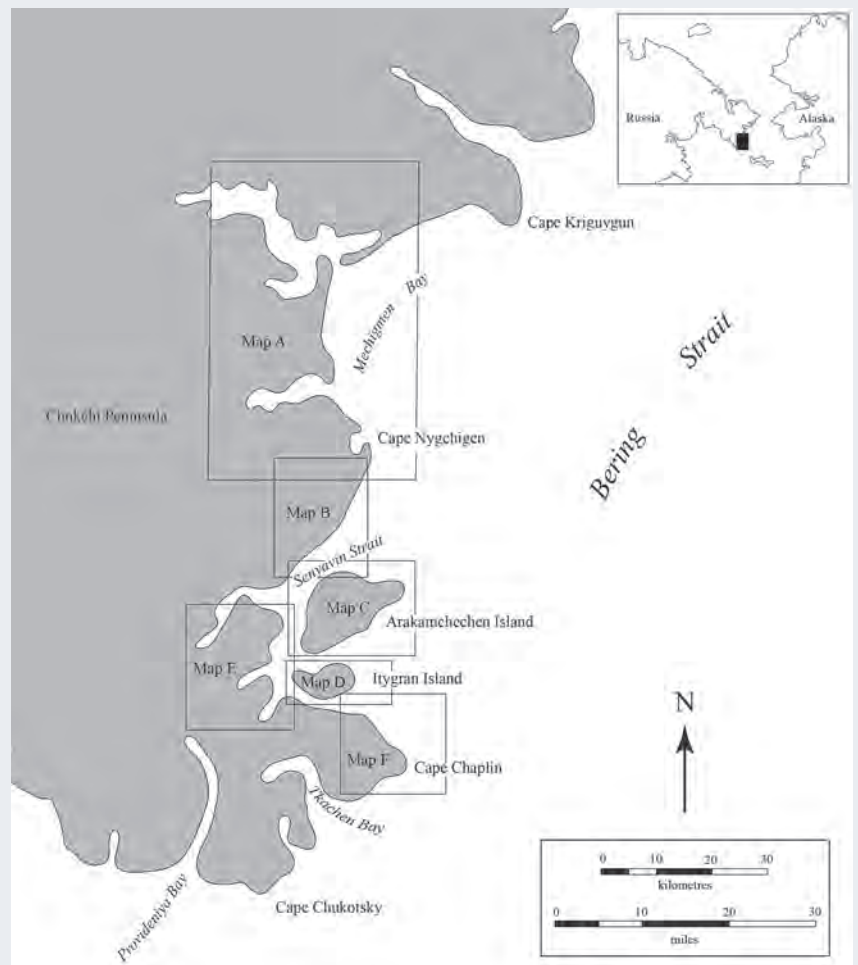 Russia
Alaska
Cape Kriguygun
Mechigmen Bay
Map A
Bering Strait
Chukchi Peninsula
Cape Nygchigen
Map B
Senyavin Strait
Map C
Arakamchechen Island
Map E
Map D
Itygran Island
N
Map F
Cape Chaplin
Tkachen Bay
Provideniya Bay
Cape Chukotsky
0 10 20 30
kilometres
0 10 20 30
miles